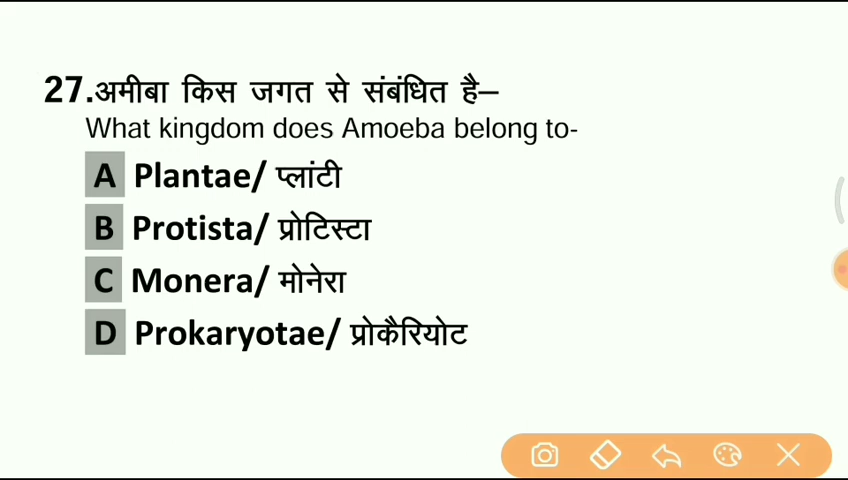 27.अमीबा किस जगत से संबंधित है–
What kingdom does Amoeba belong to-
A Plantae/ प्लांटी
B Protista/ प्रोटिस्टा
C Monera/ मोनेरा
D Prokaryotae/ प्रोकैरियोट